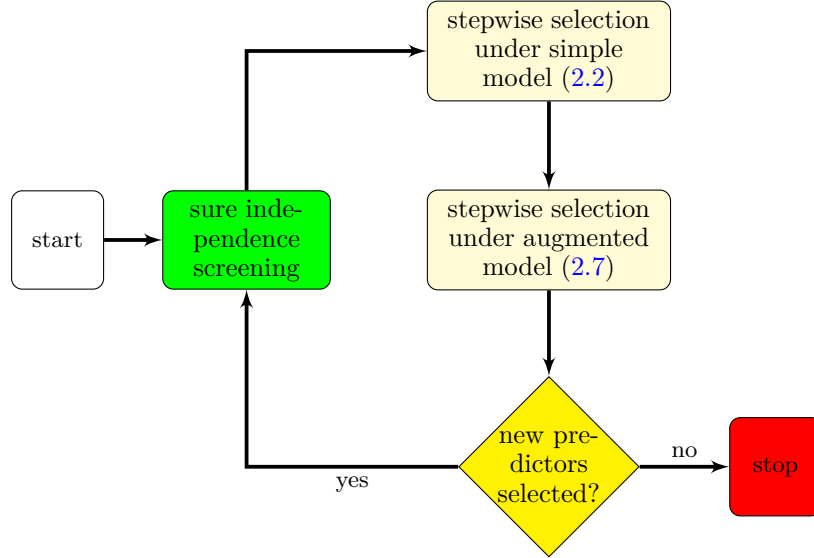 stepwise selection
under simple
model (2.2)
start
sure inde-
pendence
screening
stepwise selection
under augmented
model (2.7)
new pre-
dictors
selected?
yes
no
stop